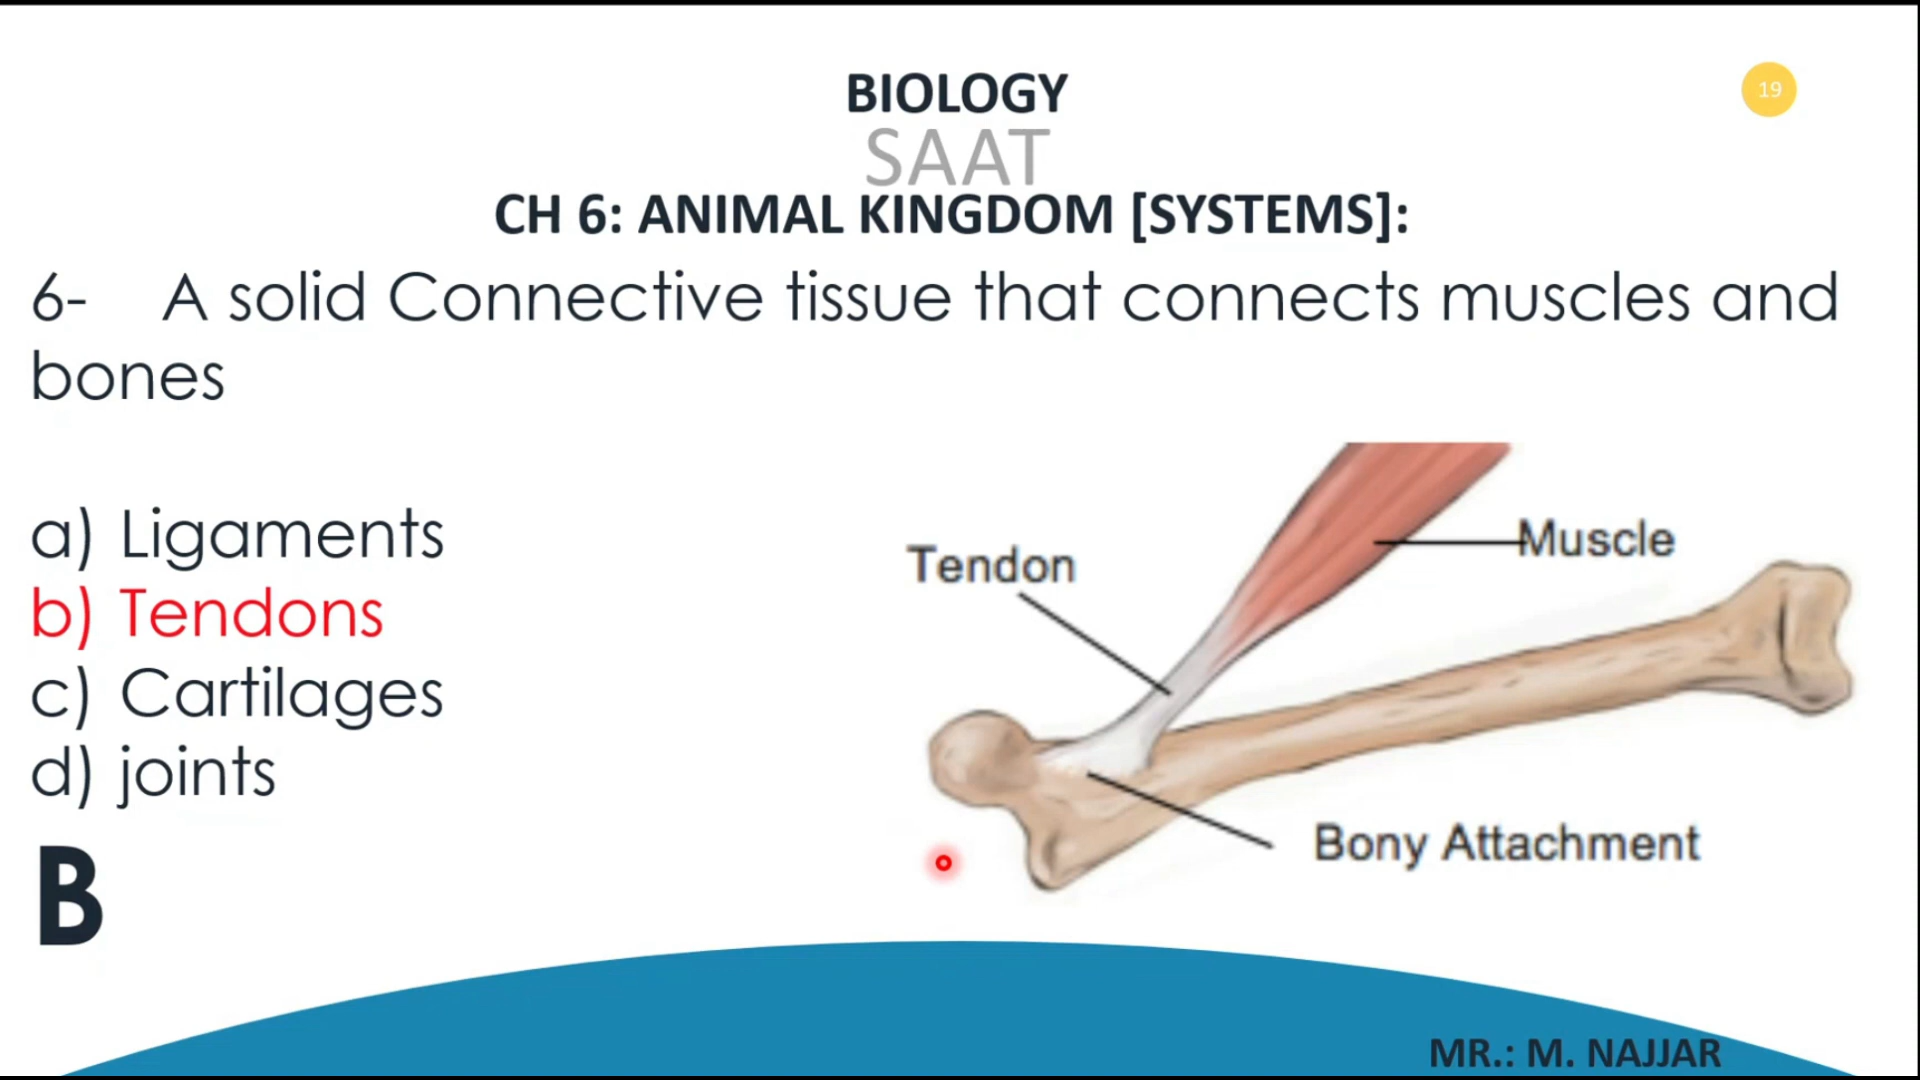 19
BIOLOGY
SAAT
CH 6: ANIMAL KINGDOM [SYSTEMS]:
6- A solid Connective tissue that connects muscles and
bones
a) Ligaments
b) Tendons
c) Cartilages
d) joints
B
Tendon
Muscle
Bony Attachment
MR.: M. NAJJAR